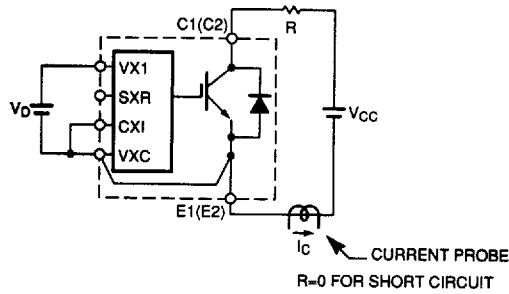 C1(C2)
R
VX1
SXR
CXI
VXC
VD
VCC
E1(E2)
IC
CURRENT PROBE
R=0 FOR SHORT CIRCUIT